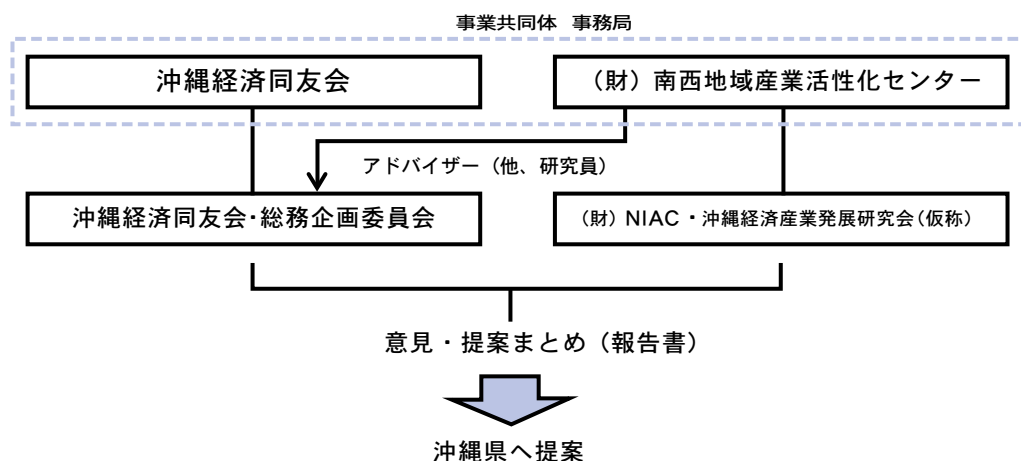 事業共同体 事務局
沖縄経済同友会
（財）南西地域産業活性化センター
アドバイザー（他、研究員）
沖縄経済同友会・総務企画委員会
（財）NIAC・沖縄経済産業発展研究会（仮称）
意見・提案まとめ（報告書）
沖縄県へ提案